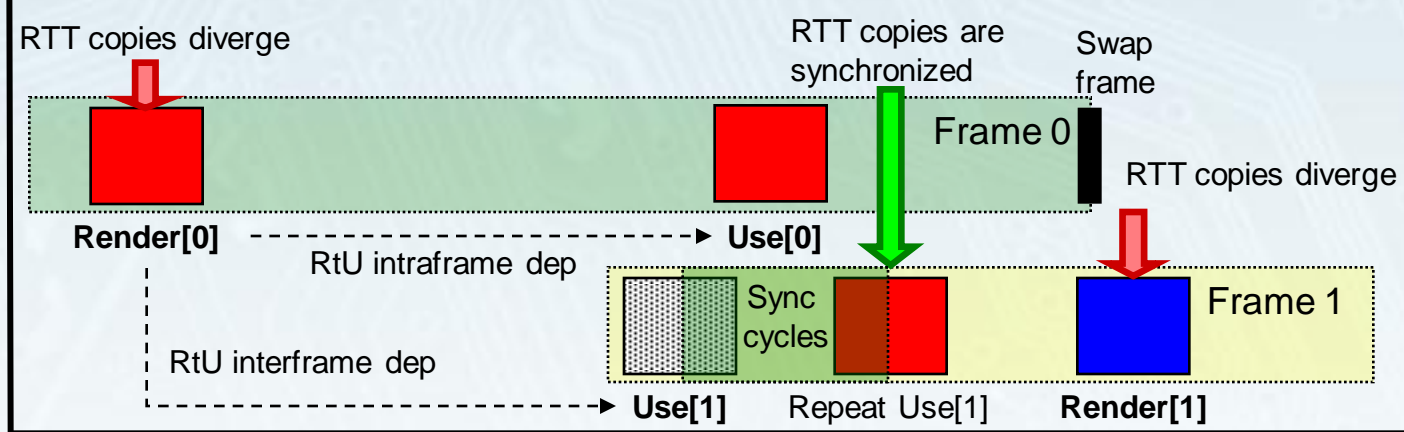 RTT copies diverge
RTT copies are
synchronized
Swap
frame
Frame 0
RTT copies diverge
Render[0]
Use[0]
RtU intraframe dep
Sync
cycles
Frame 1
RtU interframe dep
Use[1]
Repeat Use[1]
Render[1]